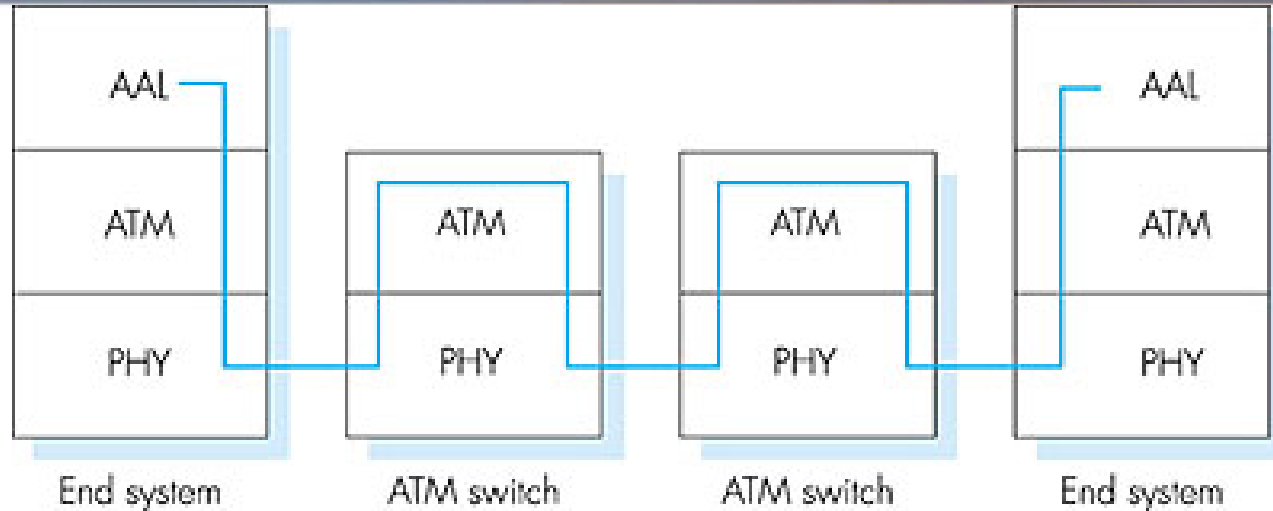 AAL
AAL
ATM
ATM
ATM
ATM
PHY
PHY
PHY
PHY
End system
ATM switch
ATM switch
End system